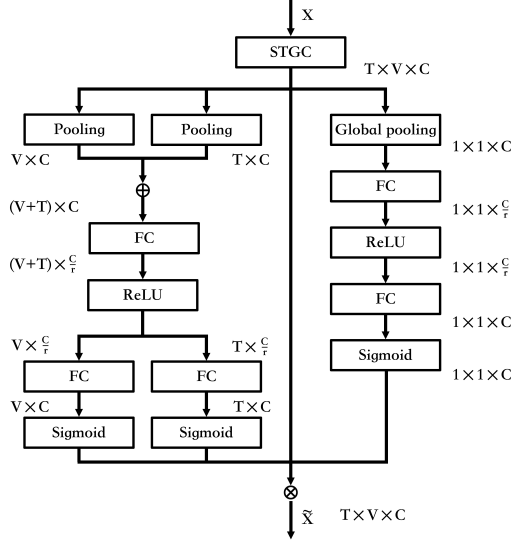 X
STGC
T×V×C
Pooling
Pooling
Global pooling
V×C
T×C
1×1×C
⊕
(V+T)×C
FC
1×1×C/r
FC
(V+T)×C/r
ReLU
1×1×C/r
ReLU
FC
1×1×C
V×C/r
T×C/r
Sigmoid
FC
FC
1×1×C
V×C
T×C
Sigmoid
Sigmoid
⊗
X̃
T×V×C